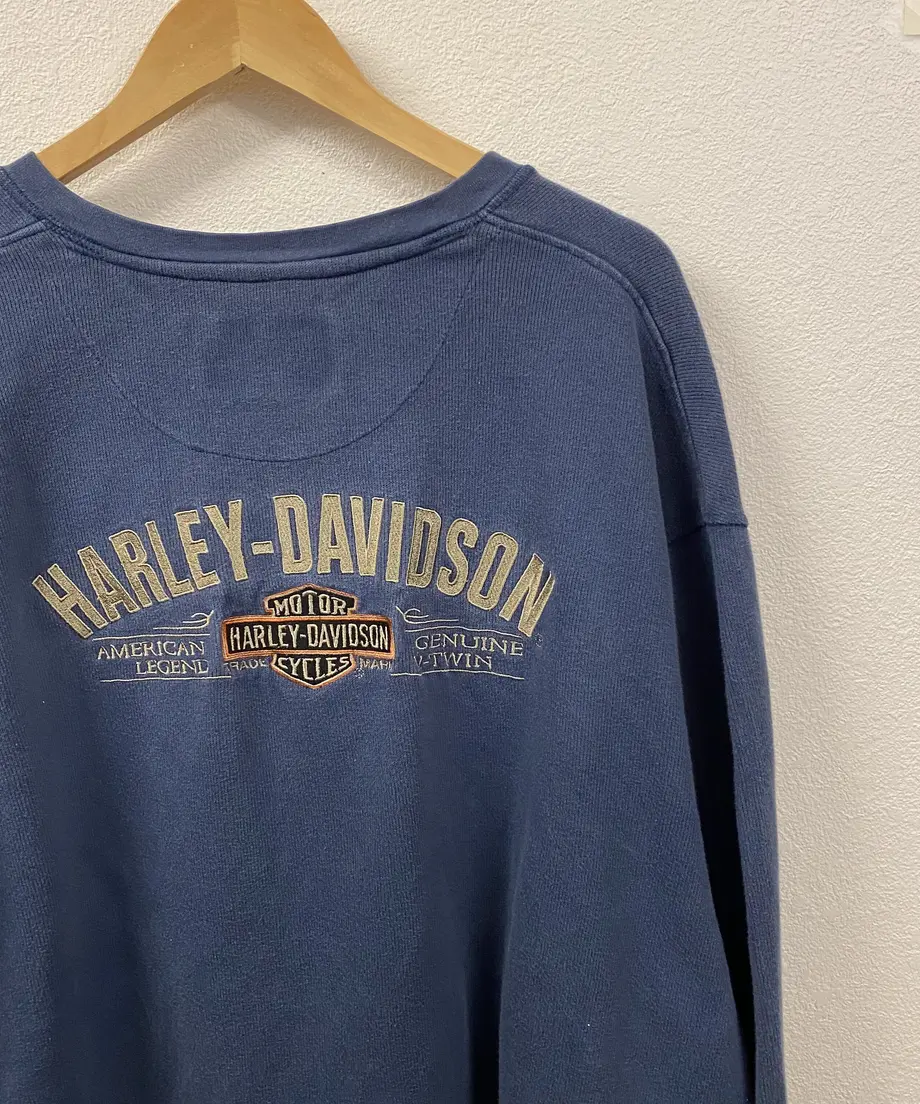 HARLEY-DAVIDSON
AMERICAN
LEGEND
MOTOR
HARLEY-DAVIDSON
CYCLES
TRADE MARK
GENUINE
V-TWIN
®